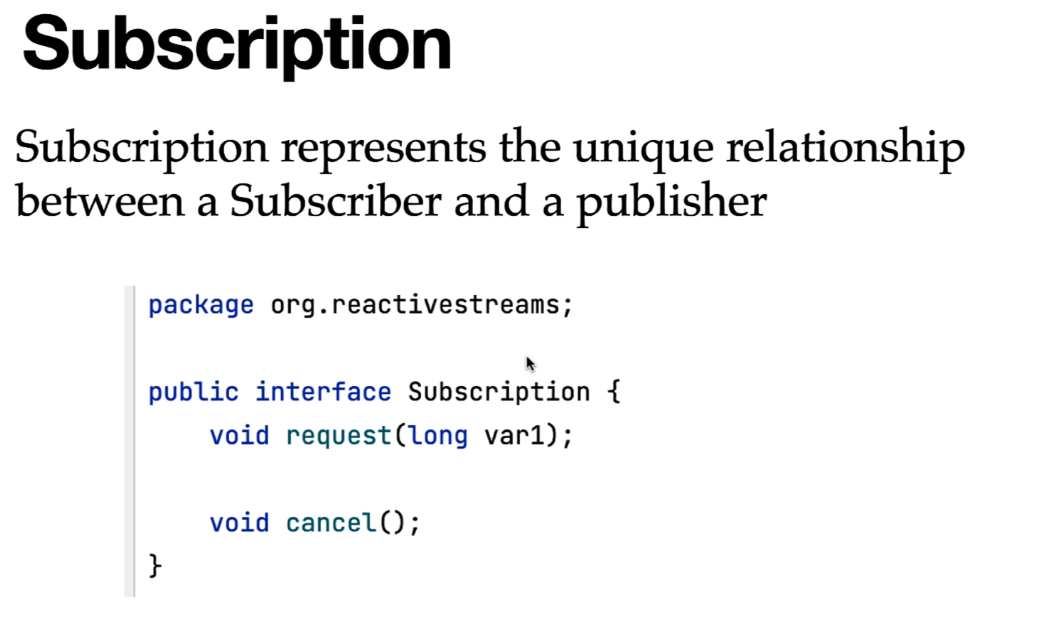 Subscription
Subscription represents the unique relationship
between a Subscriber and a publisher
package org.reactivestreams;
public interface Subscription {
    void request(long var1);
    void cancel();
}